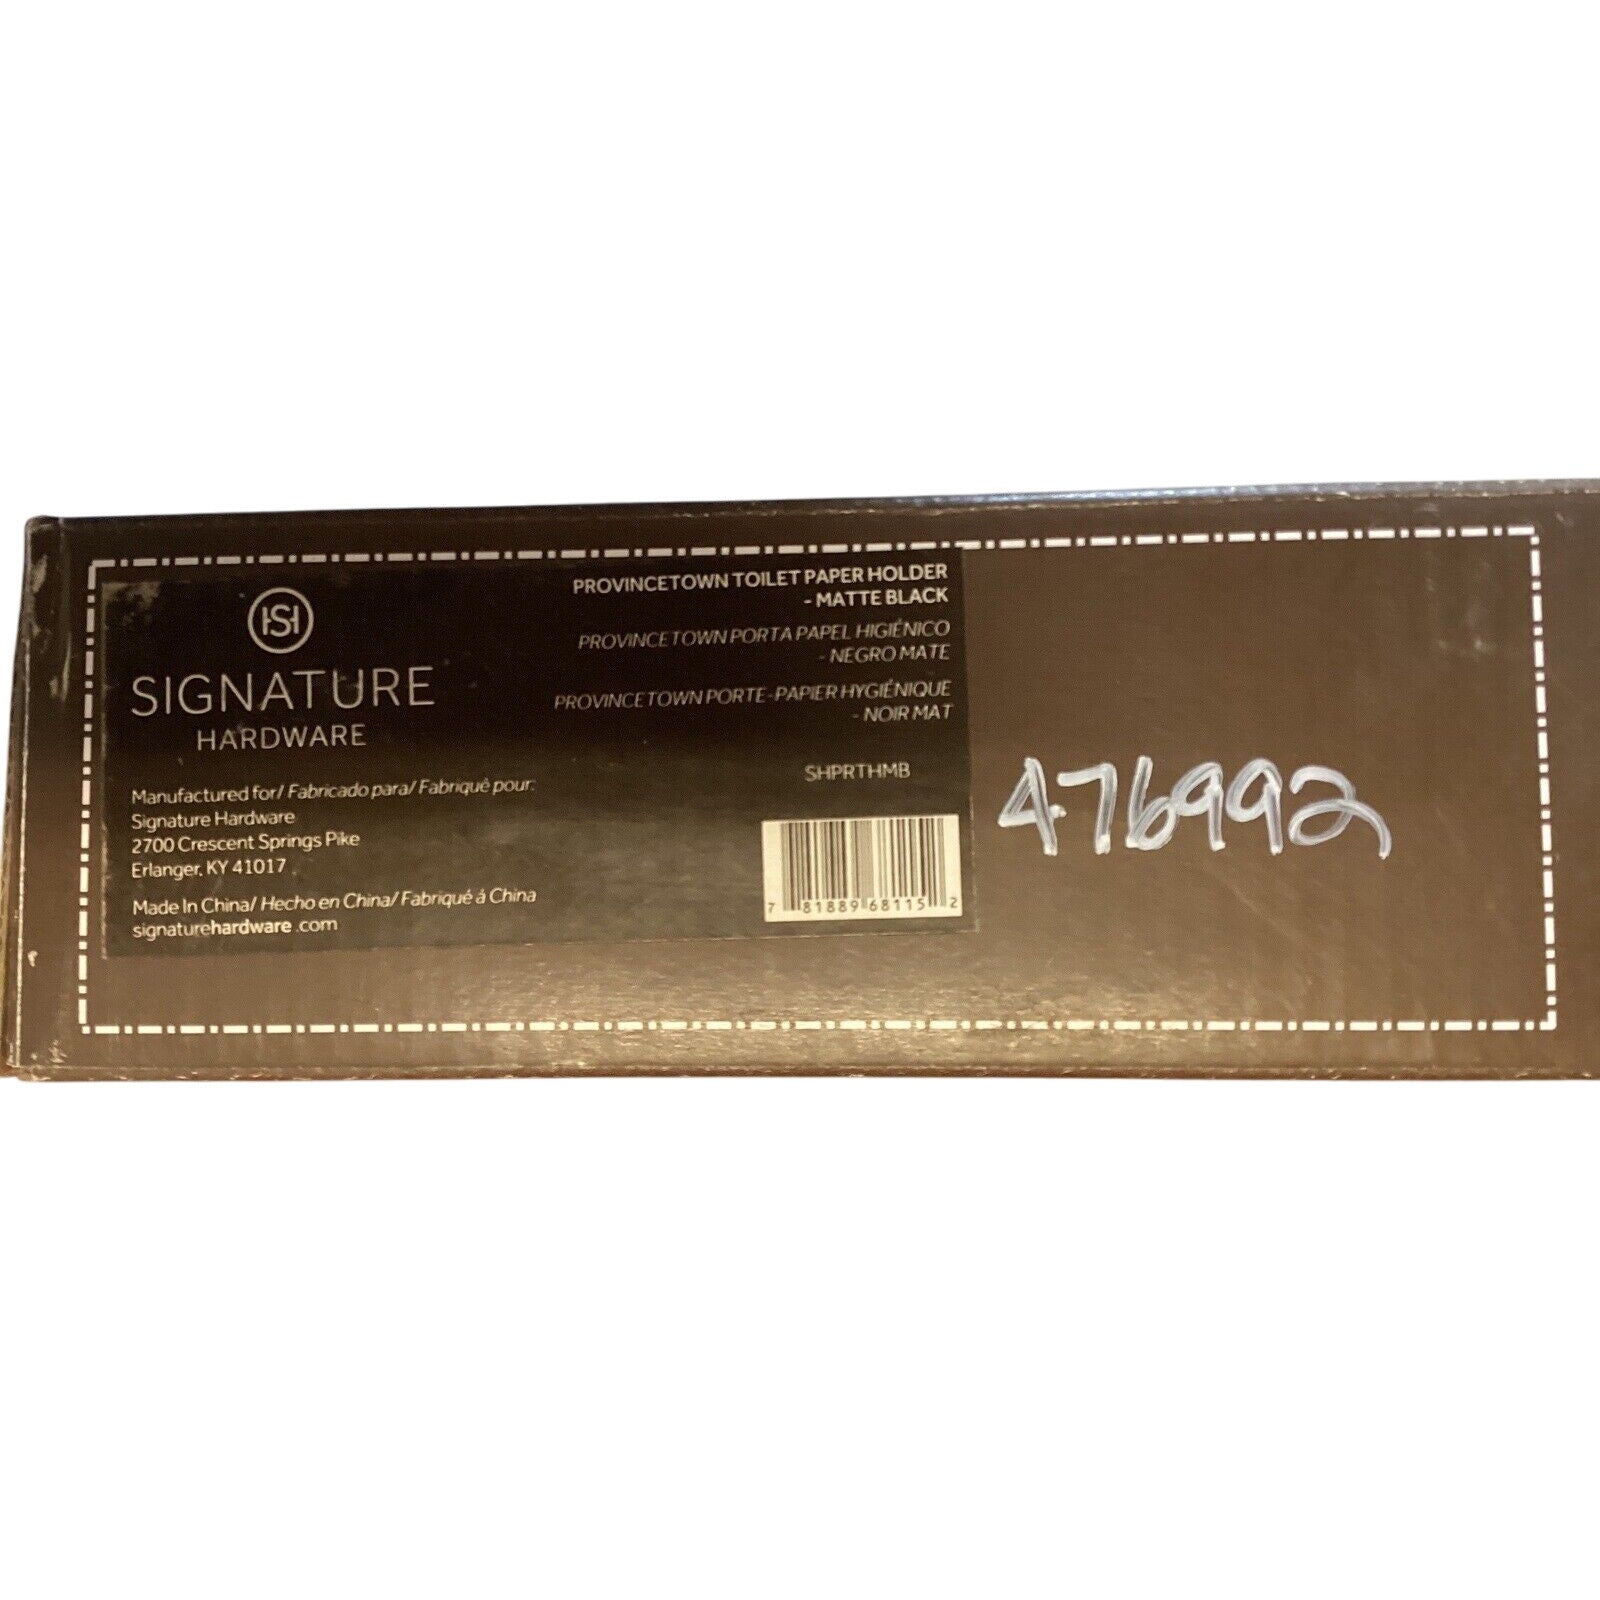 HS
SIGNATURE
HARDWARE
Manufactured for/ Fabricado para/ Fabriqué pour:
Signature Hardware
2700 Crescent Springs Pike
Erlanger, KY 41017
Made In China/ Hecho en China/ Fabriqué á China
signaturehardware.com
PROVINCETOWN TOILET PAPER HOLDER
- MATTE BLACK
PROVINCETOWN PORTA PAPEL HIGIÉNICO
- NEGRO MATE
PROVINCETOWN PORTE-PAPIER HYGIÉNIQUE
- NOIR MAT
SHPRTHMB
7 81889 68115 2
476992